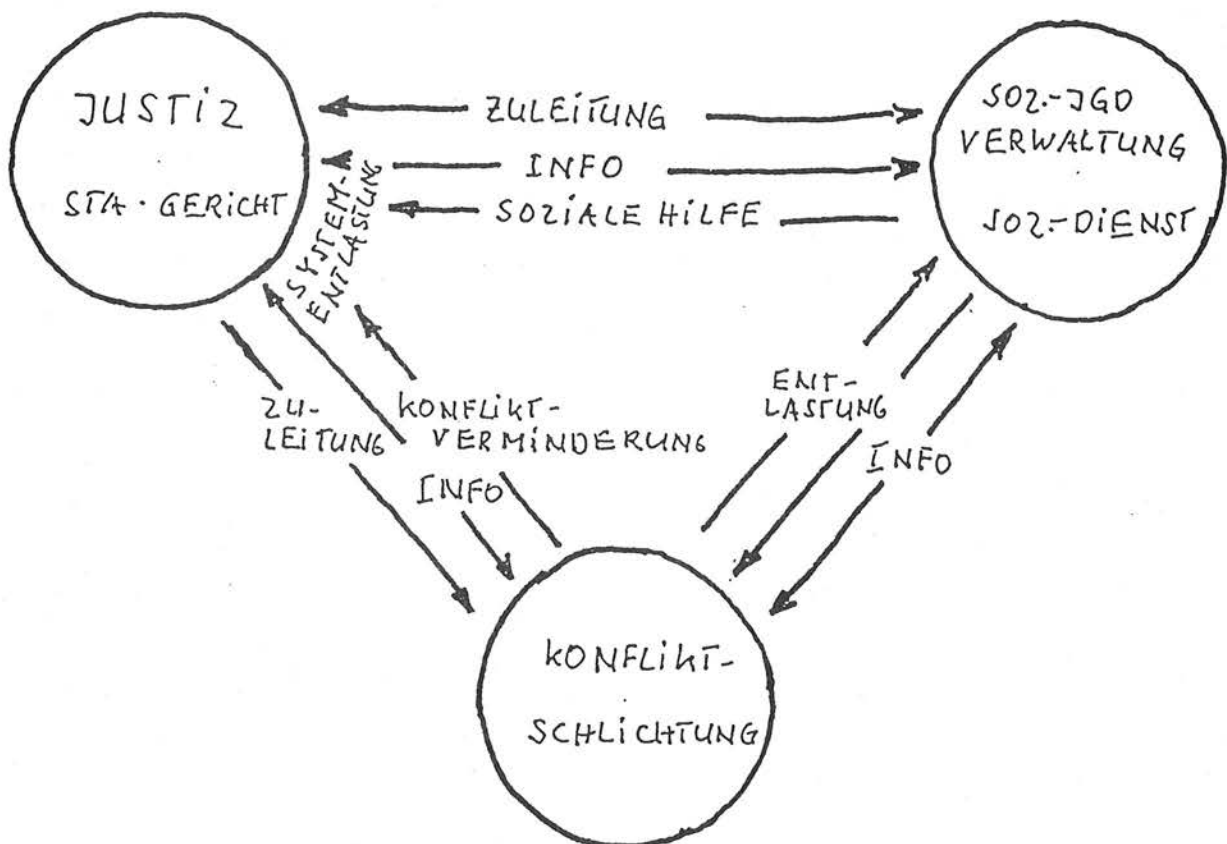 JUSTIZ
STA · GERICHT
ZULEITUNG
INFO
SOZIALE HILFE
SOZ.-JGD
VERWALTUNG
SOZ.-DIENST
SYSTEM-
ENTLASTUNG
ZU-
LEITUNG
KONFLIKT-
VERMINDERUNG
INFO
ENT-
LASTUNG
INFO
KONFLIKT-
SCHLICHTUNG